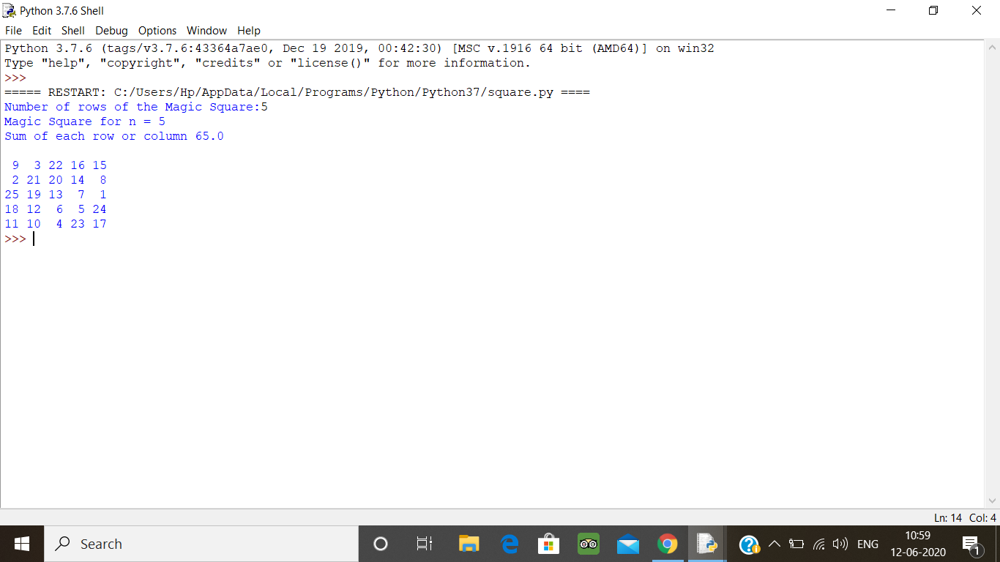 Python 3.7.6 Shell
File Edit Shell Debug Options Window Help
Python 3.7.6 (tags/v3.7.6:43364a7ae0, Dec 19 2019, 00:42:30) [MSC v.1916 64 bit (AMD64)] on win32
Type "help", "copyright", "credits" or "license()" for more information.
>>>
===== RESTART: C:/Users/Hp/AppData/Local/Programs/Python/Python37/square.py ====
Number of rows of the Magic Square:5
Magic Square for n = 5
Sum of each row or column 65.0

 9  3 22 16 15
 2 21 20 14  8
25 19 13  7  1
18 12  6  5 24
11 10  4 23 17
>>>
Ln: 14 Col: 4
Search
ENG
10:59
12-06-2020
1